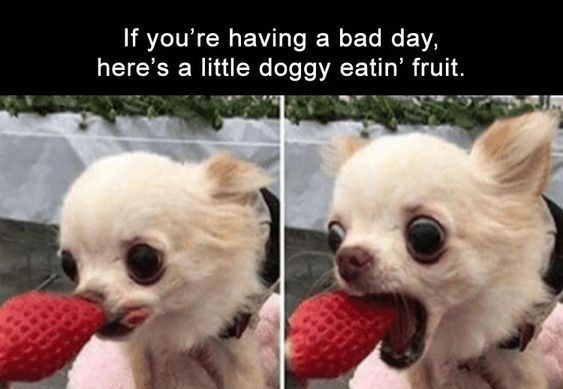 If you're having a bad day,
here's a little doggy eatin' fruit.